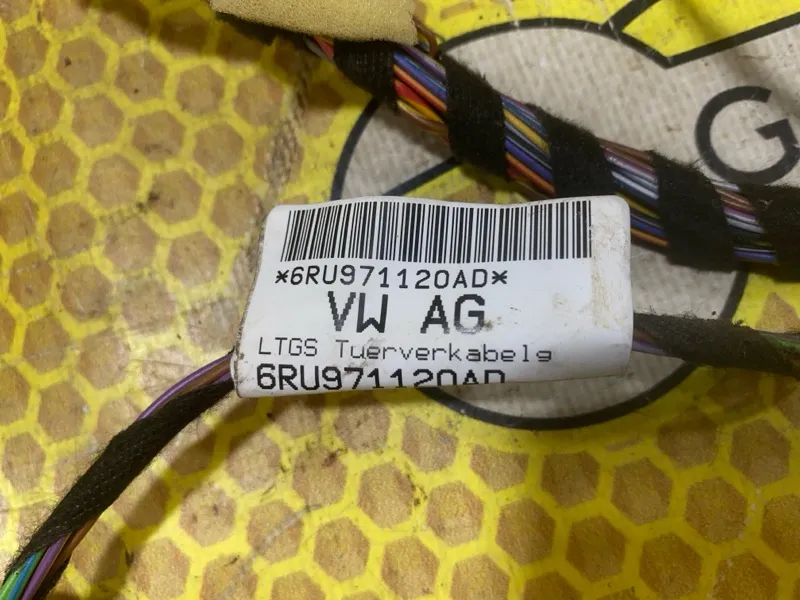 *6RU971120AD*
VW AG
LTGS Tuerverkabelg
6RU971120AD
G